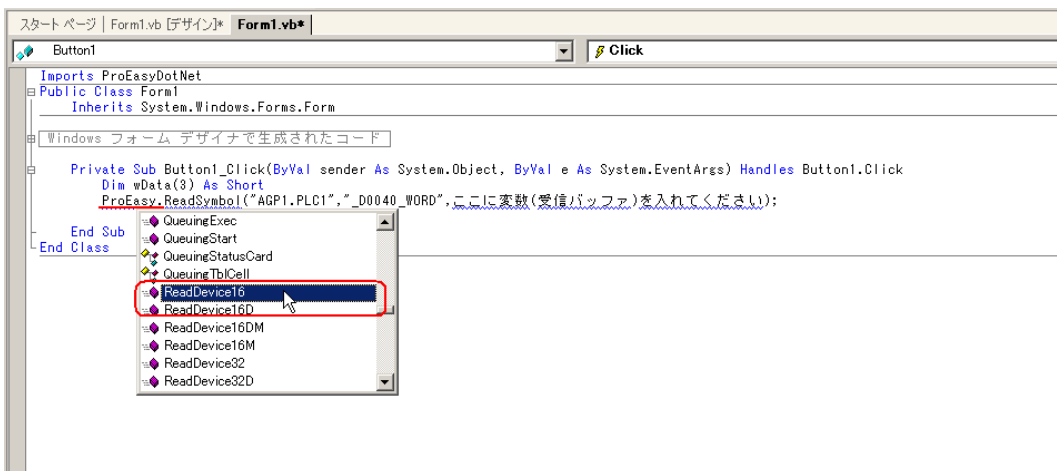 スタート ページ | Form1.vb [デザイン]* Form1.vb*
Button1 Click
Imports ProEasyDotNet
Public Class Form1
Inherits System.Windows.Forms.Form
Windows フォーム デザイナで生成されたコード
Private Sub Button1_Click(ByVal sender As System.Object, ByVal e As System.EventArgs) Handles Button1.Click
Dim wData(3) As Short
ProEasy.ReadSymbol("AGP1.PLC1","_D0040_WORD",ここに変数(受信バッファ)を入れてください);
QueuingExec
End Sub
QueuingStart
End Class
QueuingStatusCard
QueuingTblCell
ReadDevice16
ReadDevice16D
ReadDevice16DM
ReadDevice16M
ReadDevice32
ReadDevice32D